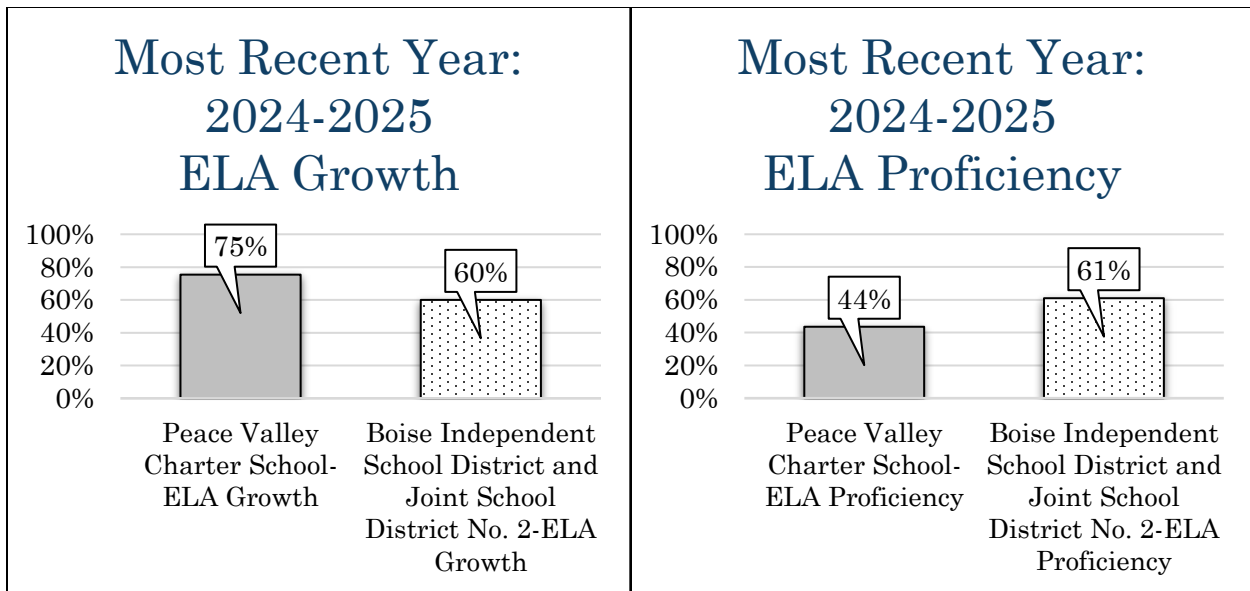 Most Recent Year:
2024-2025
ELA Growth
100%
80%
60%
40%
20%
0%
75%
60%
Peace Valley
Charter School-
ELA Growth
Boise Independent
School District and
Joint School
District No. 2-ELA
Growth
Most Recent Year:
2024-2025
ELA Proficiency
100%
80%
60%
40%
20%
0%
44%
61%
Peace Valley
Charter School-
ELA Proficiency
Boise Independent
School District and
Joint School
District No. 2-ELA
Proficiency